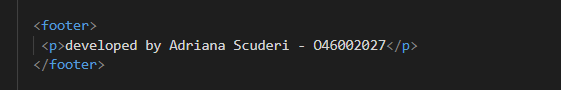 <footer>
<p>developed by Adriana Scuderi - O46002027</p>
</footer>